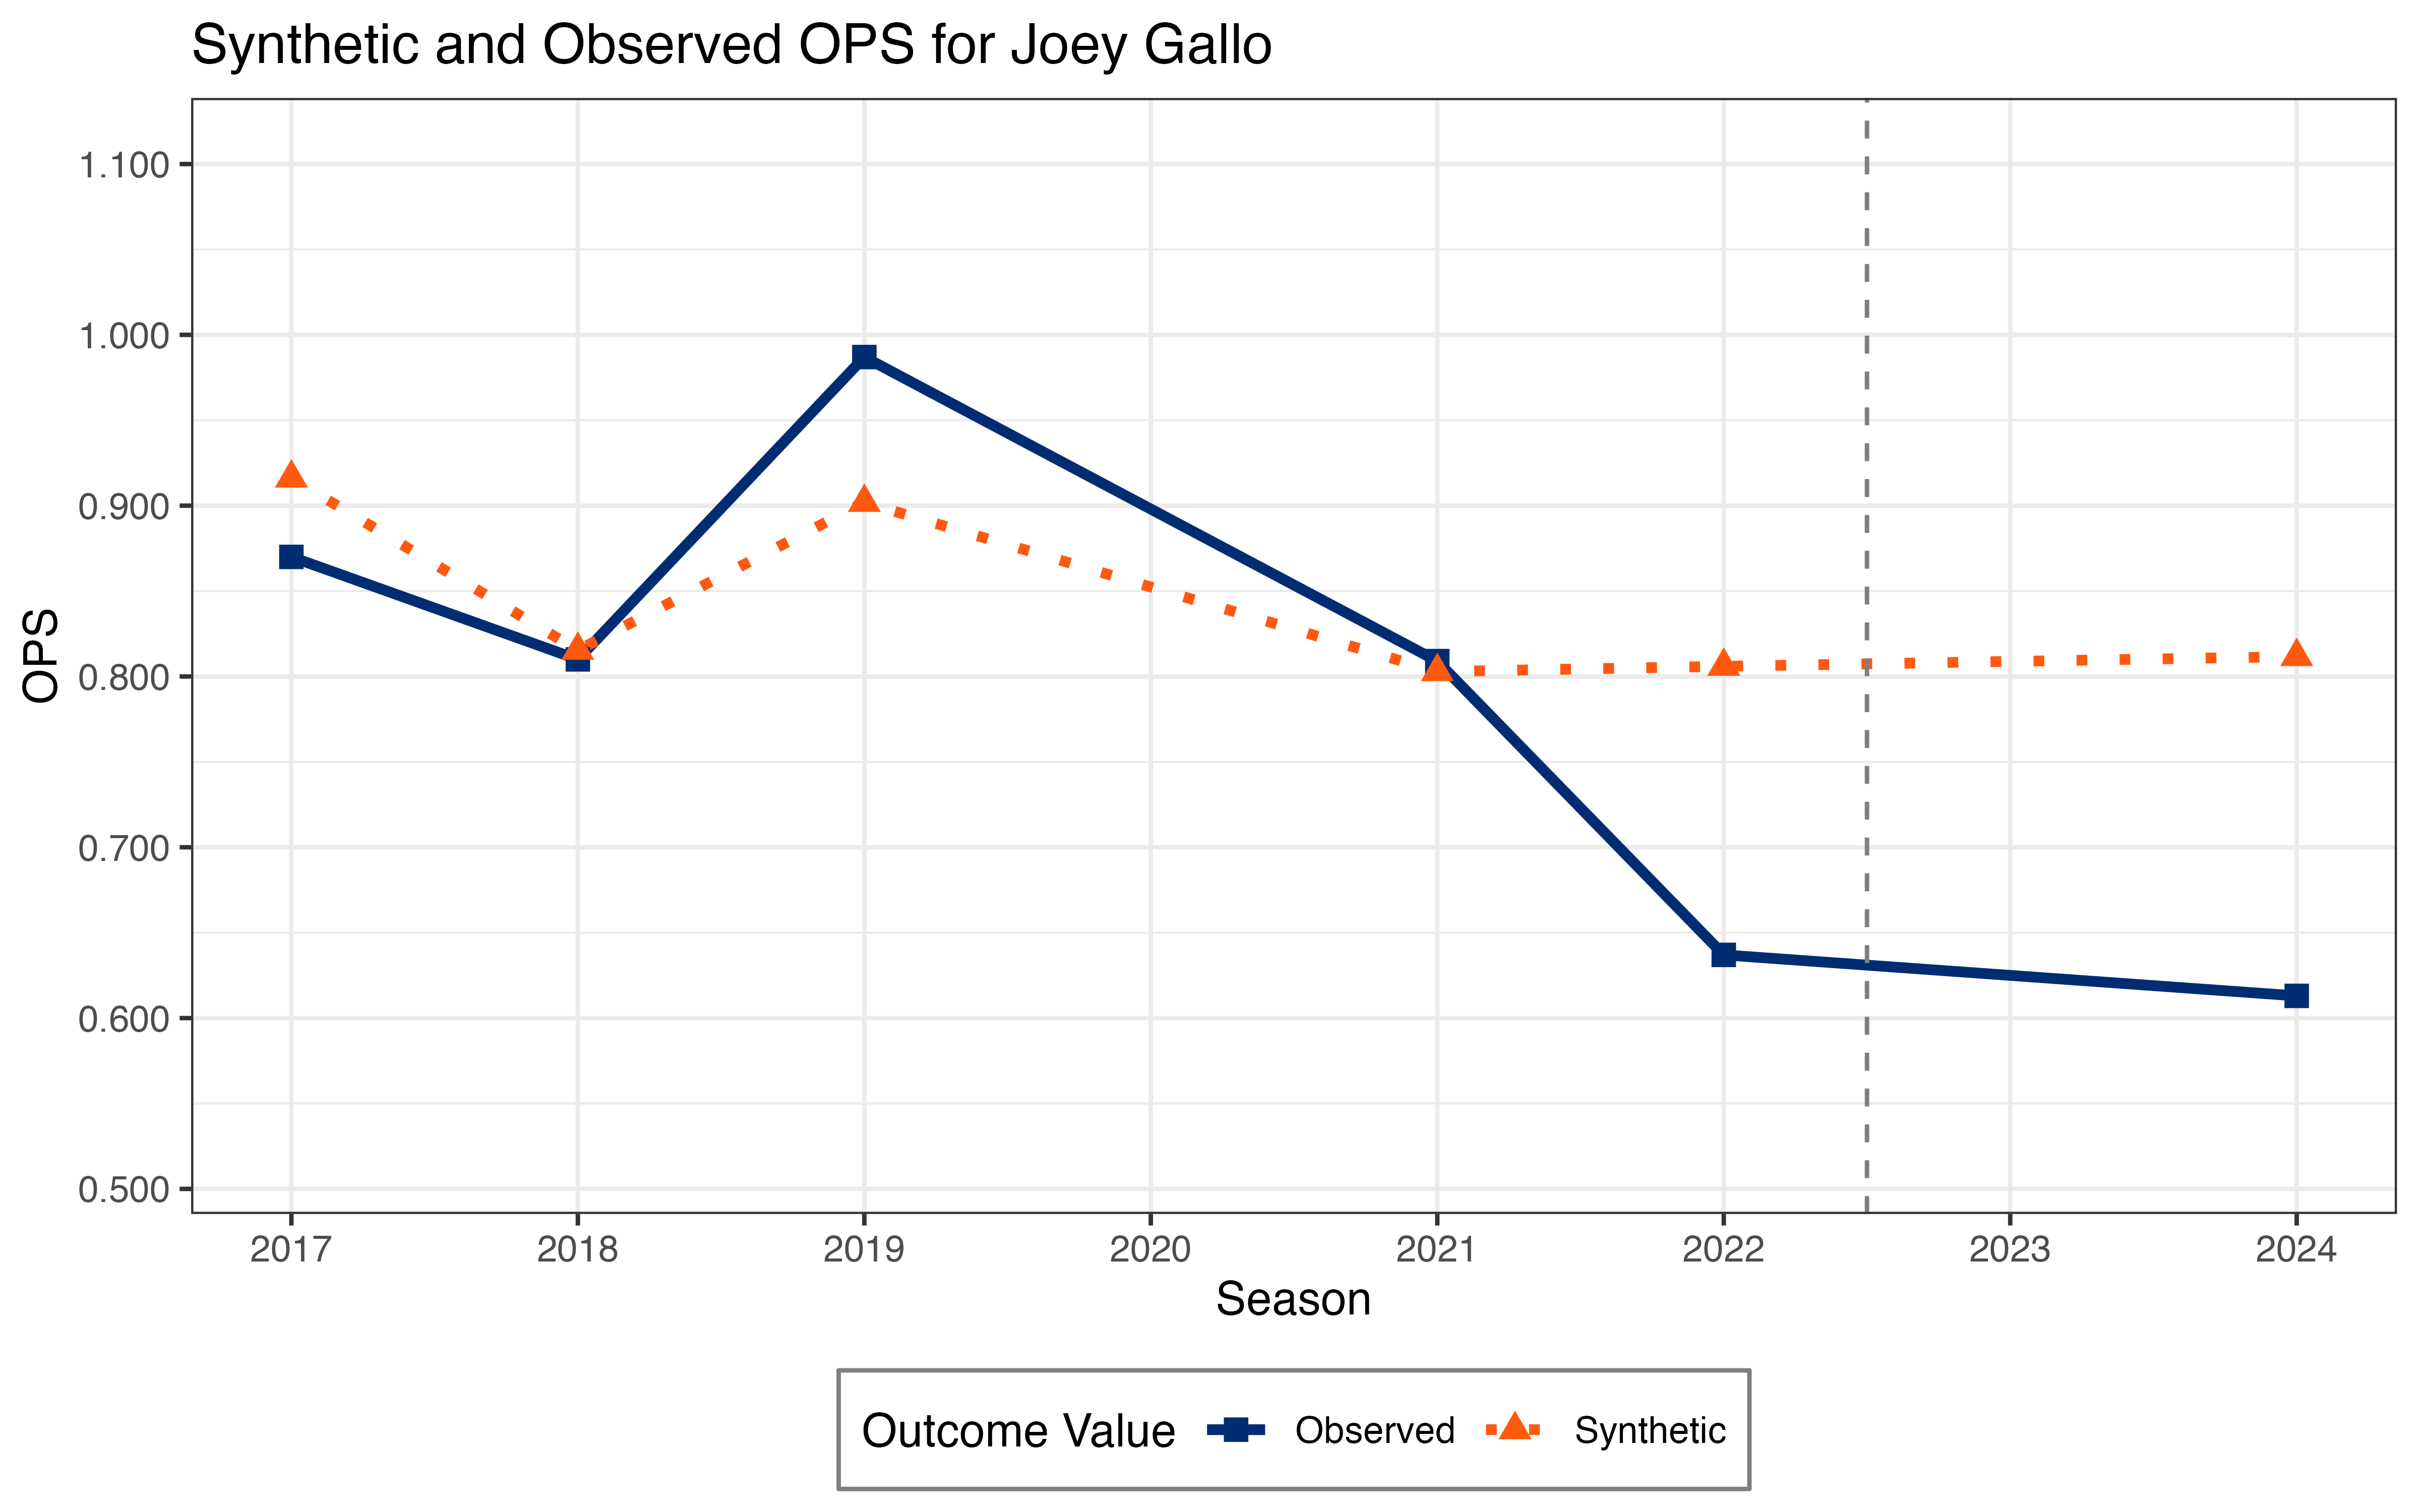 Synthetic and Observed OPS for Joey Gallo
1.100
1.000
0.900
0.800
0.700
0.600
0.500
OPS
2017 2018 2019 2020 2021 2022 2023 2024
Season
Outcome Value Observed Synthetic